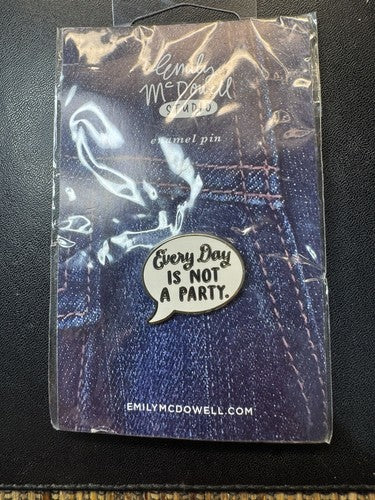 Emily
McDowell
STUDIO
enamel pin
Every Day
IS NOT
A PARTY.
EMILYMCDOWELL.COM